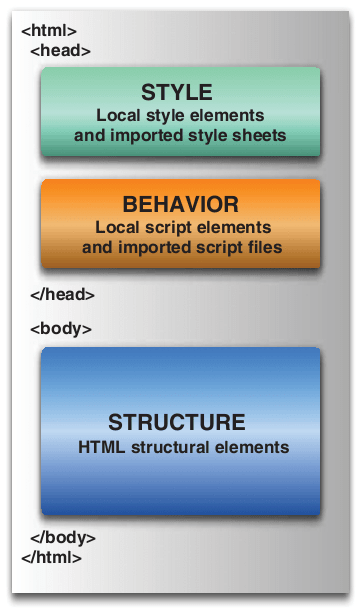 <html>
<head>
STYLE
Local style elements
and imported style sheets
BEHAVIOR
Local script elements
and imported script files
</head>
<body>
STRUCTURE
HTML structural elements
</body>
</html>